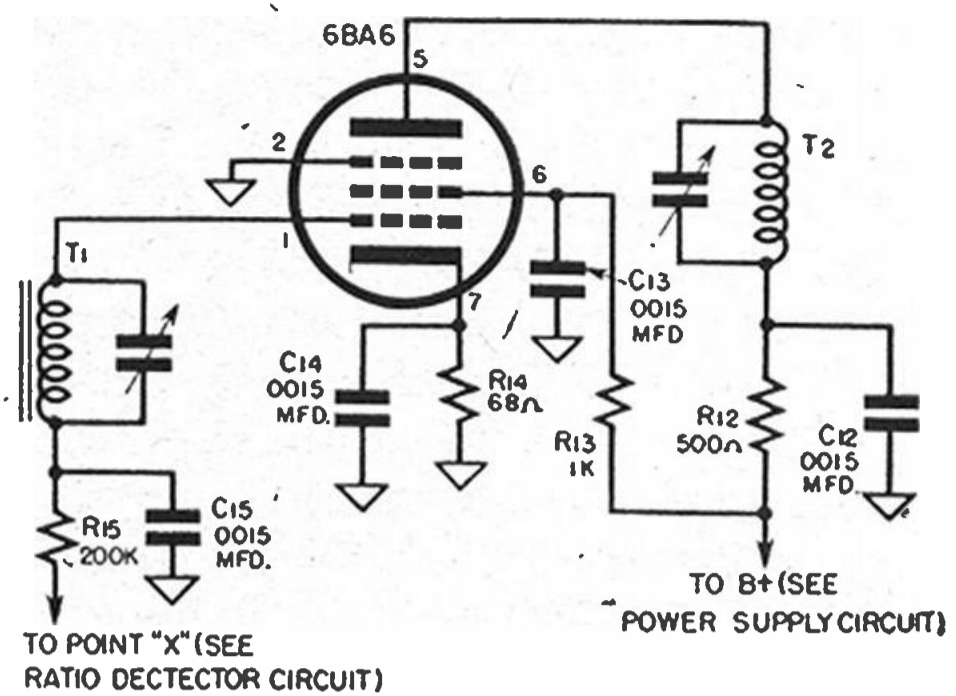 6BA6
5
2
6
1
7
T1
T2
C13
0015
MFD
C14
0015
MFD.
R14
68Ω
R13
1K
R12
500Ω
C12
0015
MFD.
C15
0015
MFD.
R15
200K
TO B+ (SEE
POWER SUPPLY CIRCUIT)
TO POINT "X" (SEE
RATIO DECTECTOR CIRCUIT)